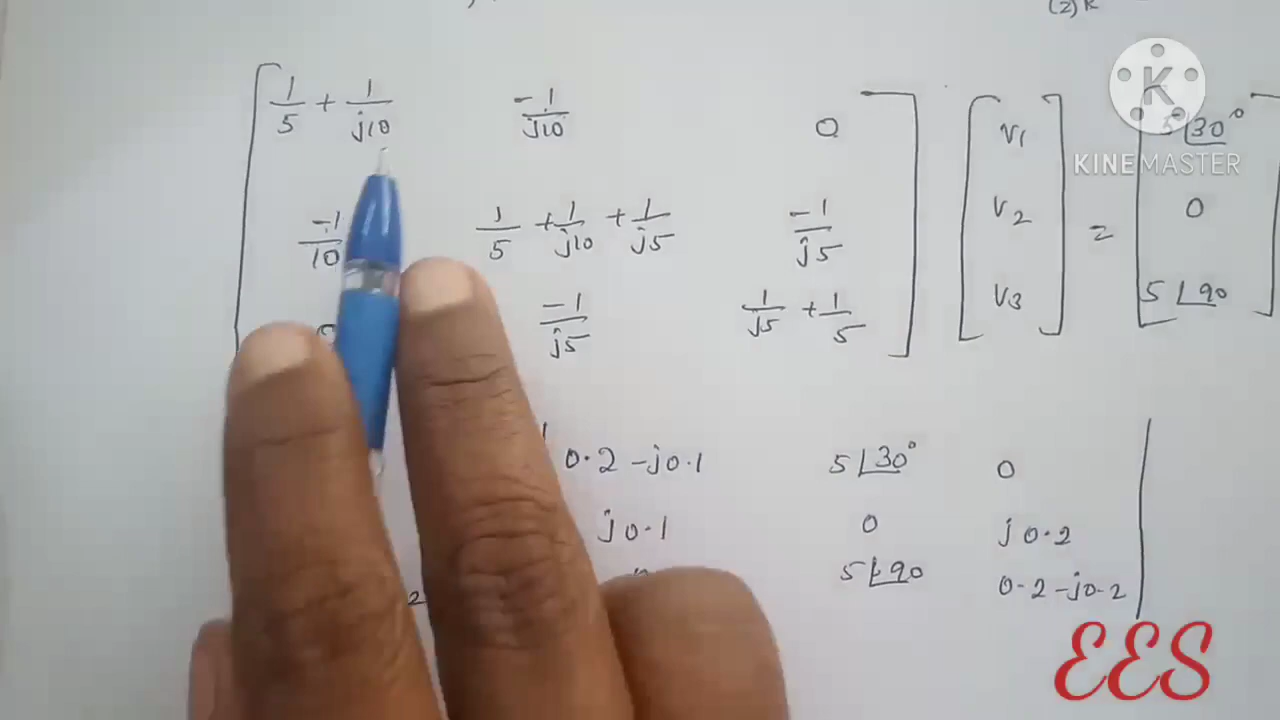 (2)R
1/5 + 1/j10 -1/j10 0 V1 5∠30°
-1/10 1/5 + 1/j10 + 1/j5 -1/j5 V2 = 0
-1/j5 1/j5 + 1/5 V3 5∠90
0.2 -j0.1 5∠30° 0
j0.1 0 j0.2
2 5∠90 0.2-j0.2
K
KINEMASTER
EES